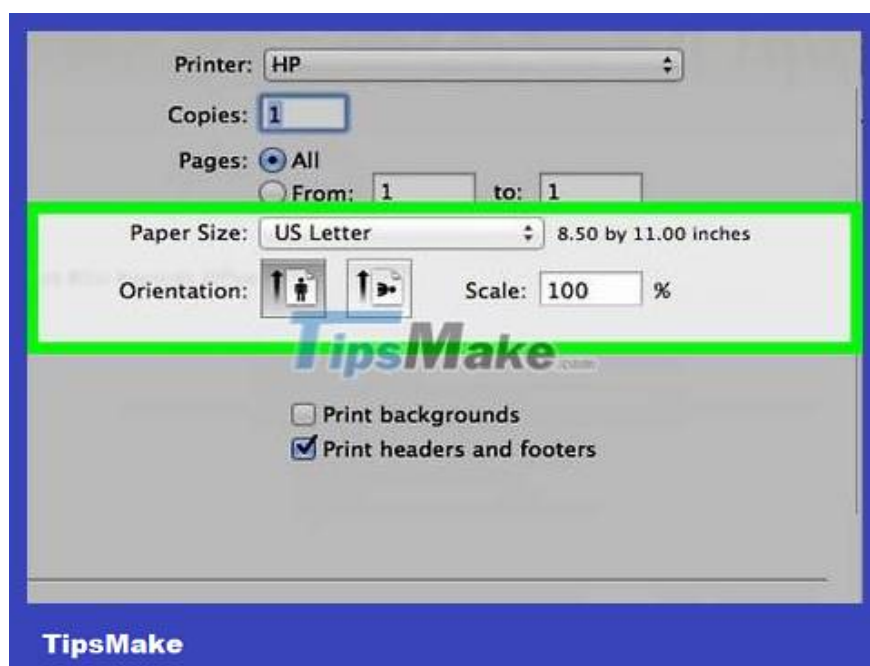 Printer: HP
Copies: 1
Pages: All
From: 1 to: 1
Paper Size: US Letter 8.50 by 11.00 inches
Orientation: Scale: 100 %
TipsMake.com
Print backgrounds
Print headers and footers
TipsMake